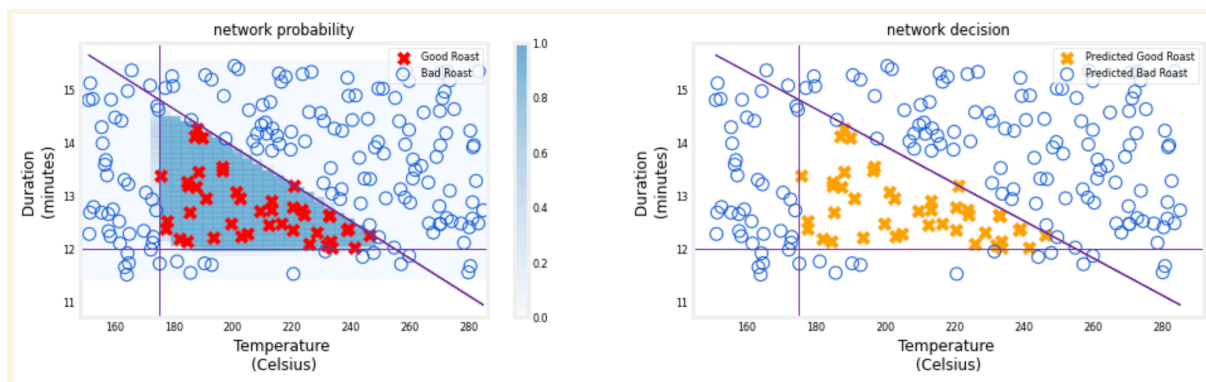 network probability
Good Roast
Bad Roast
15
14
13
12
11
160
180
200
220
240
260
280
Duration
(minutes)
Temperature
(Celsius)
1.0
0.8
0.6
0.4
0.2
0.0
network decision
Predicted Good Roast
Predicted Bad Roast
15
14
13
12
11
160
180
200
220
240
260
280
Duration
(minutes)
Temperature
(Celsius)